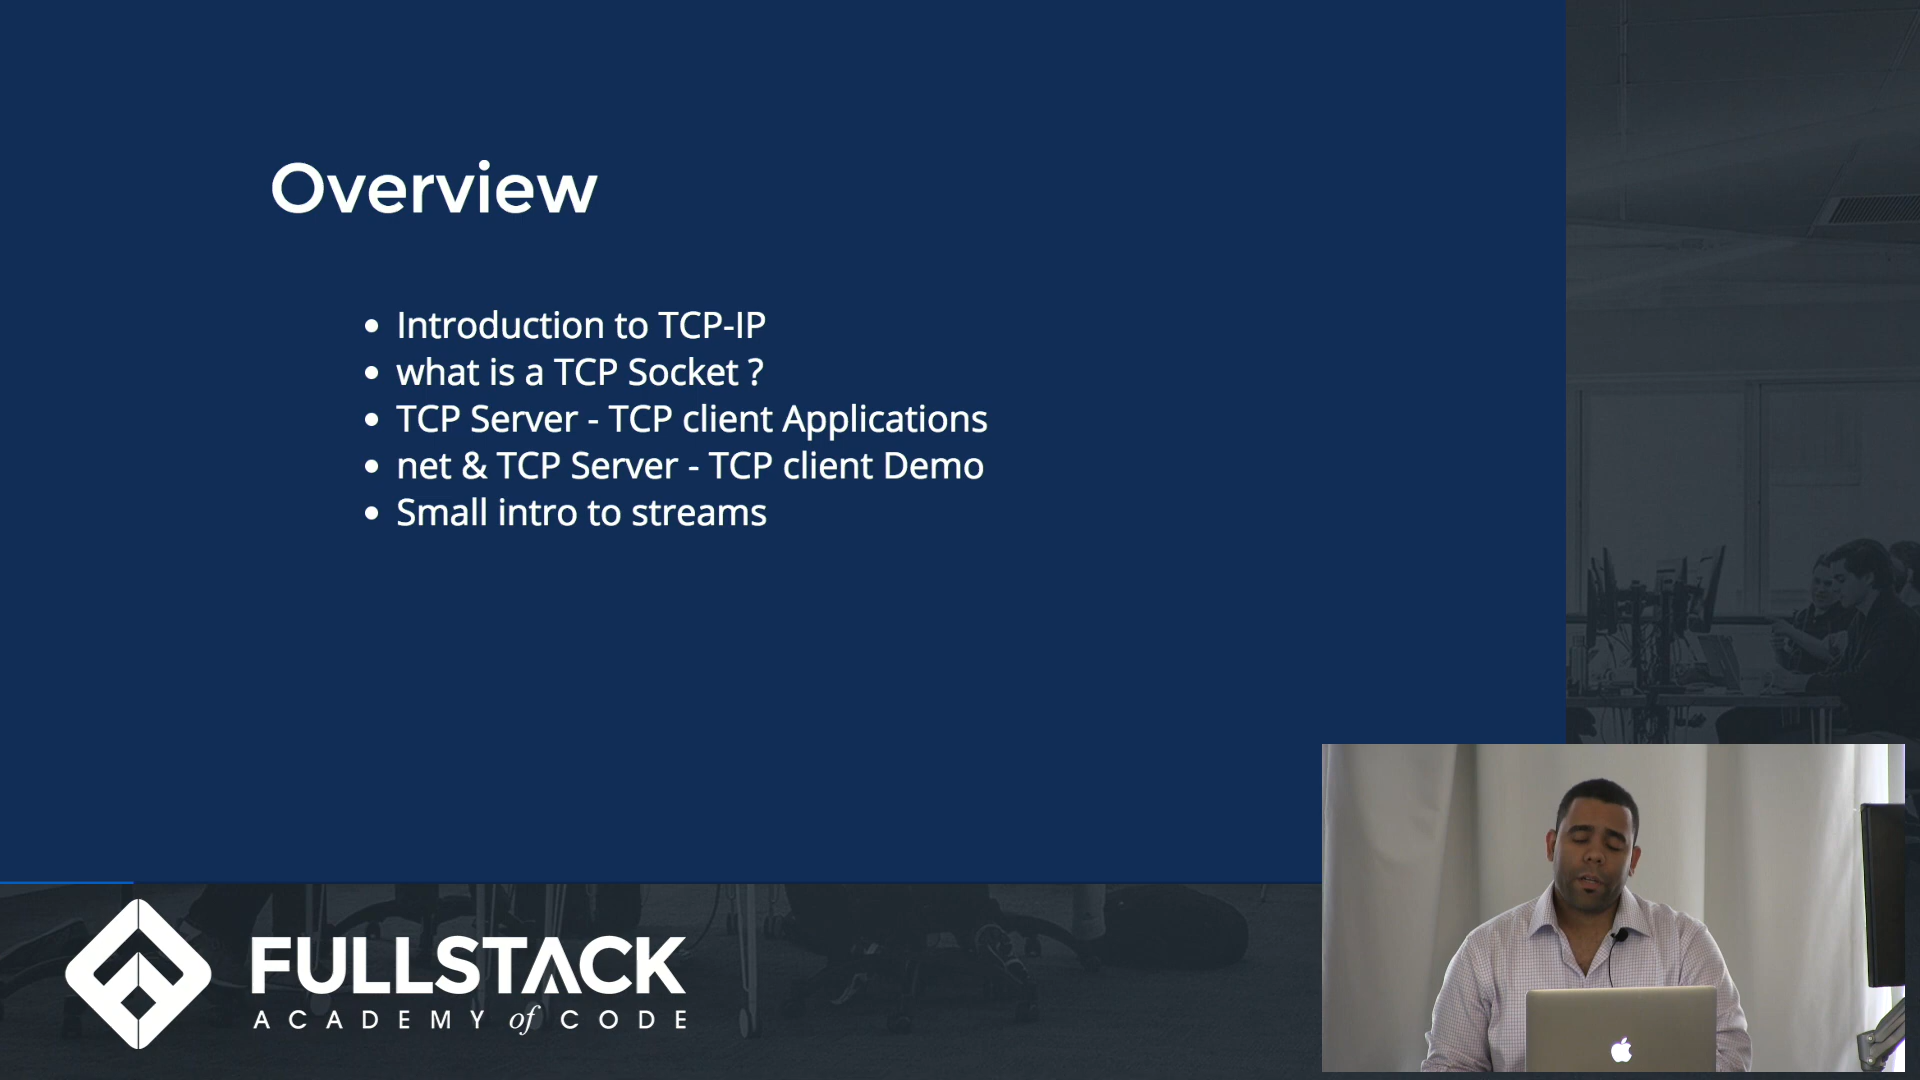 Overview
Introduction to TCP-IP
what is a TCP Socket ?
TCP Server - TCP client Applications
net & TCP Server - TCP client Demo
Small intro to streams
FULLSTACK
ACADEMY of CODE